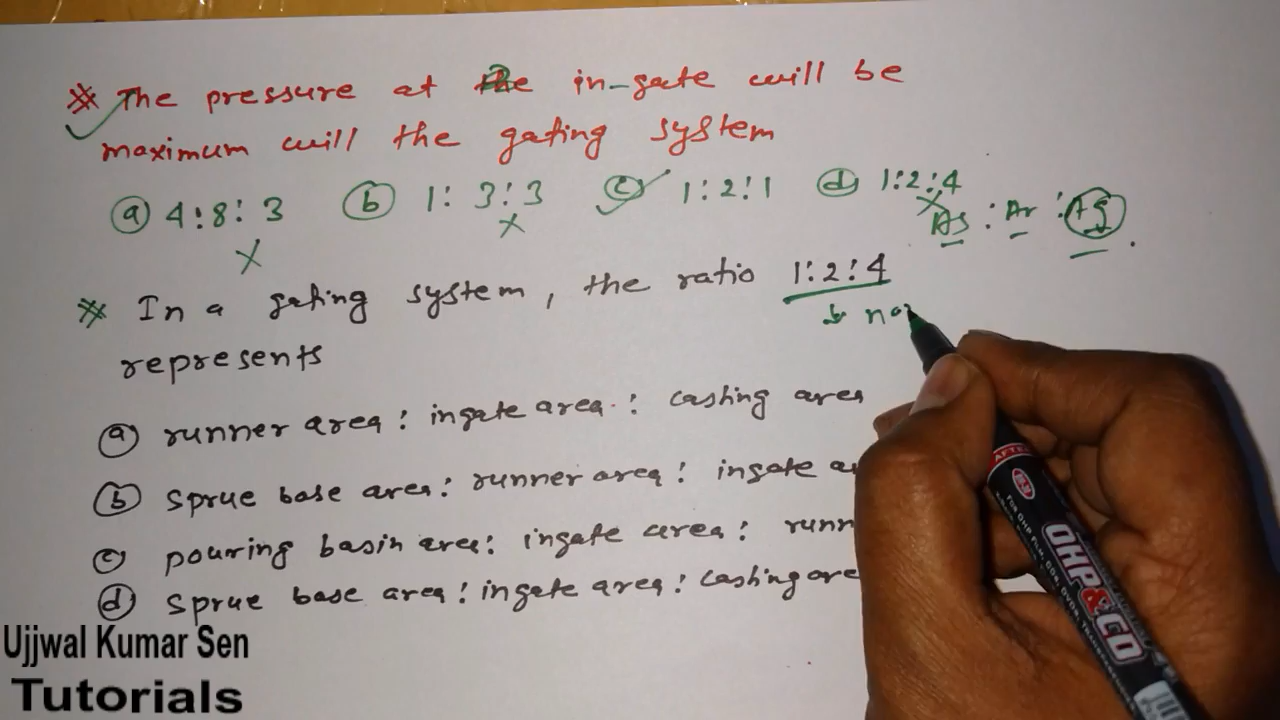 The pressure at the in-gate will be
maximum will the gating system
(a) 4:8:3 (b) 1:3:3 (c) 1:2:1 (d) 1:2:4
As : Ar : Ag
* In a gating system, the ratio 1:2:4
represents
(a) runner area : ingate area : casting area
(b) sprue base area : runner area : ingate
(c) pouring basin area : ingate area :
(d) sprue base area : ingate area : casting
OHP&CD
Ujjwal Kumar Sen
Tutorials